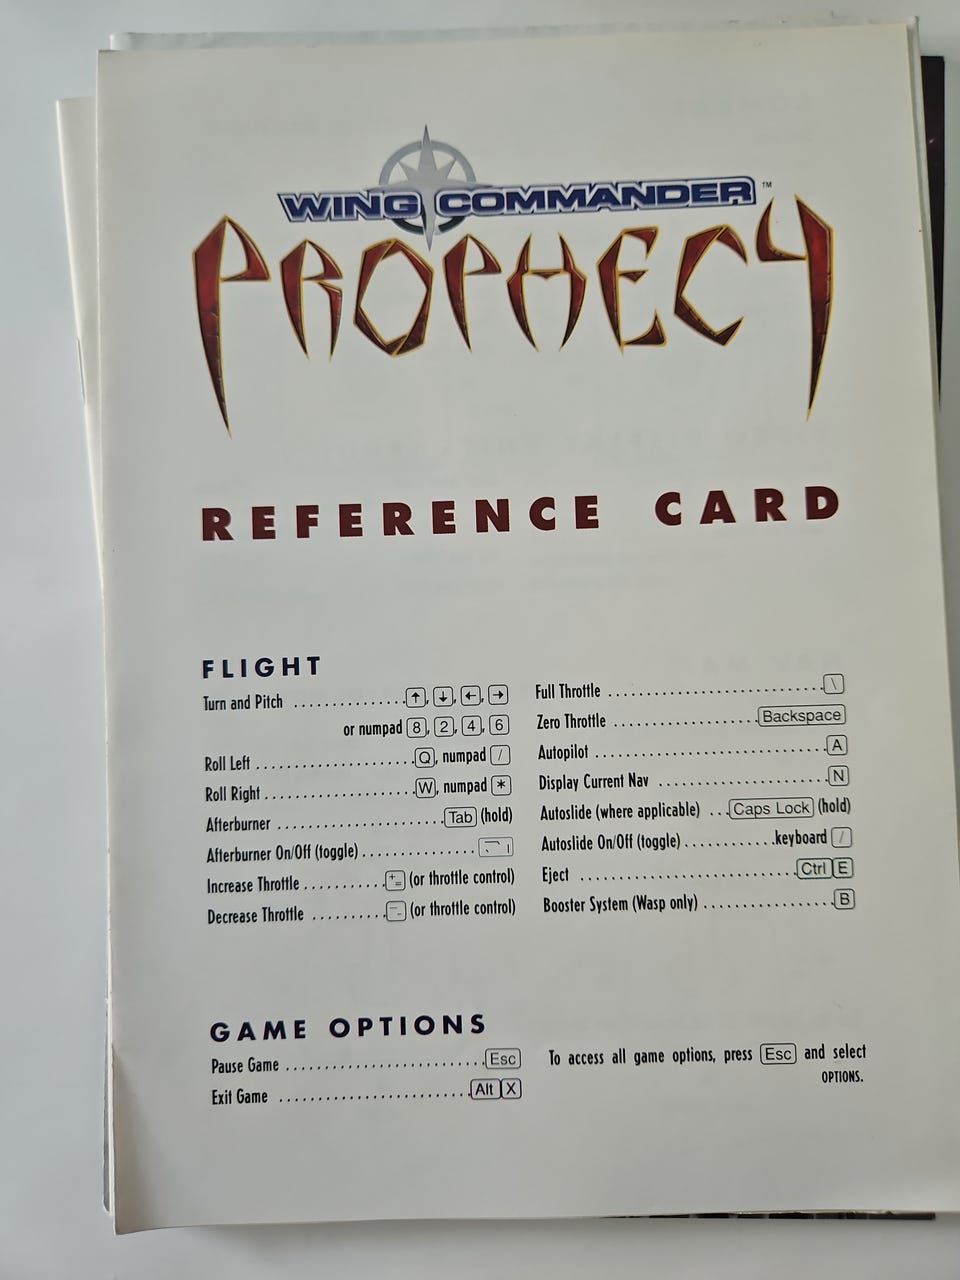 WING COMMANDER™
PROPHECY
REFERENCE CARD
FLIGHT
Turn and Pitch ................ ↑, ↓, ←, →
or numpad 8, 2, 4, 6
Roll Left ..................... Q, numpad /
Roll Right .................... W, numpad *
Afterburner ....................... Tab (hold)
Afterburner On/Off (toggle) ................
Increase Throttle ........... += (or throttle control)
Decrease Throttle .......... _- (or throttle control)
Full Throttle ............................ \
Zero Throttle ................... Backspace
Autopilot .............................. A
Display Current Nav ...................... N
Autoslide (where applicable) ... Caps Lock (hold)
Autoslide On/Off (toggle) ............ keyboard /
Eject ............................ Ctrl E
Booster System (Wasp only) ................. B
GAME OPTIONS
Pause Game .......................... Esc
Exit Game ......................... Alt X
To access all game options, press Esc and select
OPTIONS.